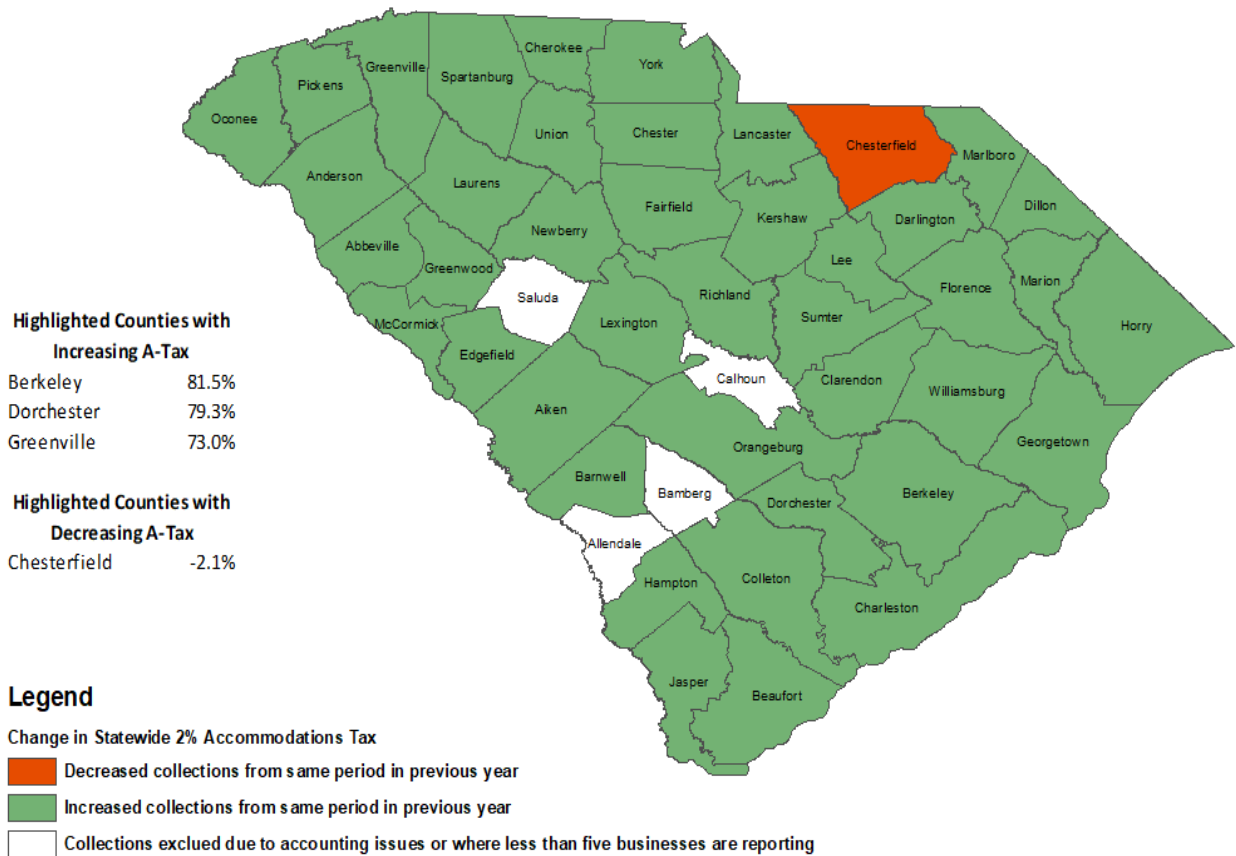 Cherokee
York
Greenville
Spartanburg
Pickens
Oconee
Union
Chester
Lancaster
Chesterfield
Marlboro
Anderson
Laurens
Fairfield
Kershaw
Darlington
Dillon
Abbeville
Newberry
Greenwood
Lee
Saluda
Richland
Florence
Marion
McCormick
Lexington
Sumter
Horry
Edgefield
Calhoun
Clarendon
Williamsburg
Aiken
Orangeburg
Georgetown
Barnwell
Bamberg
Dorchester
Berkeley
Allendale
Hampton
Colleton
Charleston
Jasper
Beaufort
Highlighted Counties with
Increasing A-Tax
Berkeley 81.5%
Dorchester 79.3%
Greenville 73.0%
Highlighted Counties with
Decreasing A-Tax
Chesterfield -2.1%
Legend
Change in Statewide 2% Accommodations Tax
Decreased collections from same period in previous year
Increased collections from same period in previous year
Collections exclued due to accounting issues or where less than five businesses are reporting